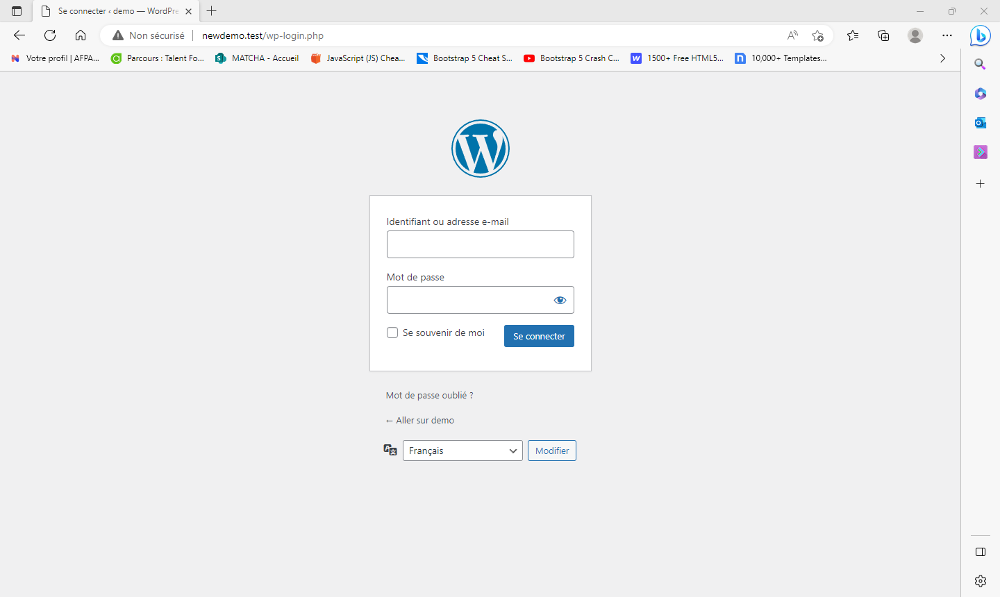 Se connecter ‹ demo — WordPre
Non sécurisé newdemo.test/wp-login.php
Votre profil | AFPA... Parcours : Talent Fo... MATCHA - Accueil JavaScript (JS) Chea... Bootstrap 5 Cheat S... Bootstrap 5 Crash C... 1500+ Free HTML5... 10,000+ Templates...
Identifiant ou adresse e-mail
Mot de passe
Se souvenir de moi Se connecter
Mot de passe oublié ?
← Aller sur demo
Français Modifier